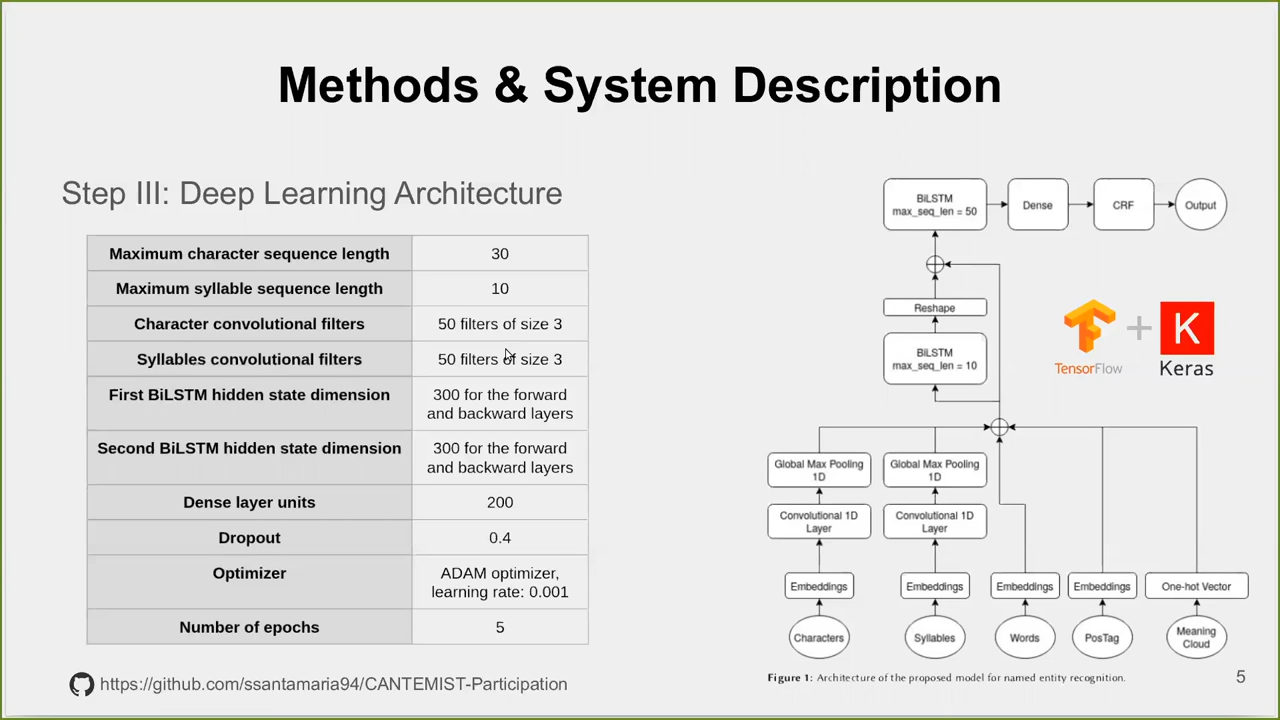 Methods & System Description
Step III: Deep Learning Architecture
Maximum character sequence length 30
Maximum syllable sequence length 10
Character convolutional filters 50 filters of size 3
Syllables convolutional filters 50 filters of size 3
First BiLSTM hidden state dimension 300 for the forward
and backward layers
Second BiLSTM hidden state dimension 300 for the forward
and backward layers
Dense layer units 200
Dropout 0.4
Optimizer ADAM optimizer,
learning rate: 0.001
Number of epochs 5
https://github.com/ssantamaria94/CANTEMIST-Participation
BiLSTM
max_seq_len = 50
Dense
CRF
Output
Reshape
BiLSTM
max_seq_len = 10
TensorFlow
+
K
Keras
Global Max Pooling
1D
Global Max Pooling
1D
Convolutional 1D
Layer
Convolutional 1D
Layer
Embeddings
Embeddings
Embeddings
Embeddings
One-hot Vector
Characters
Syllables
Words
PosTag
Meaning
Cloud
Figure 1: Architecture of the proposed model for named entity recognition.
5